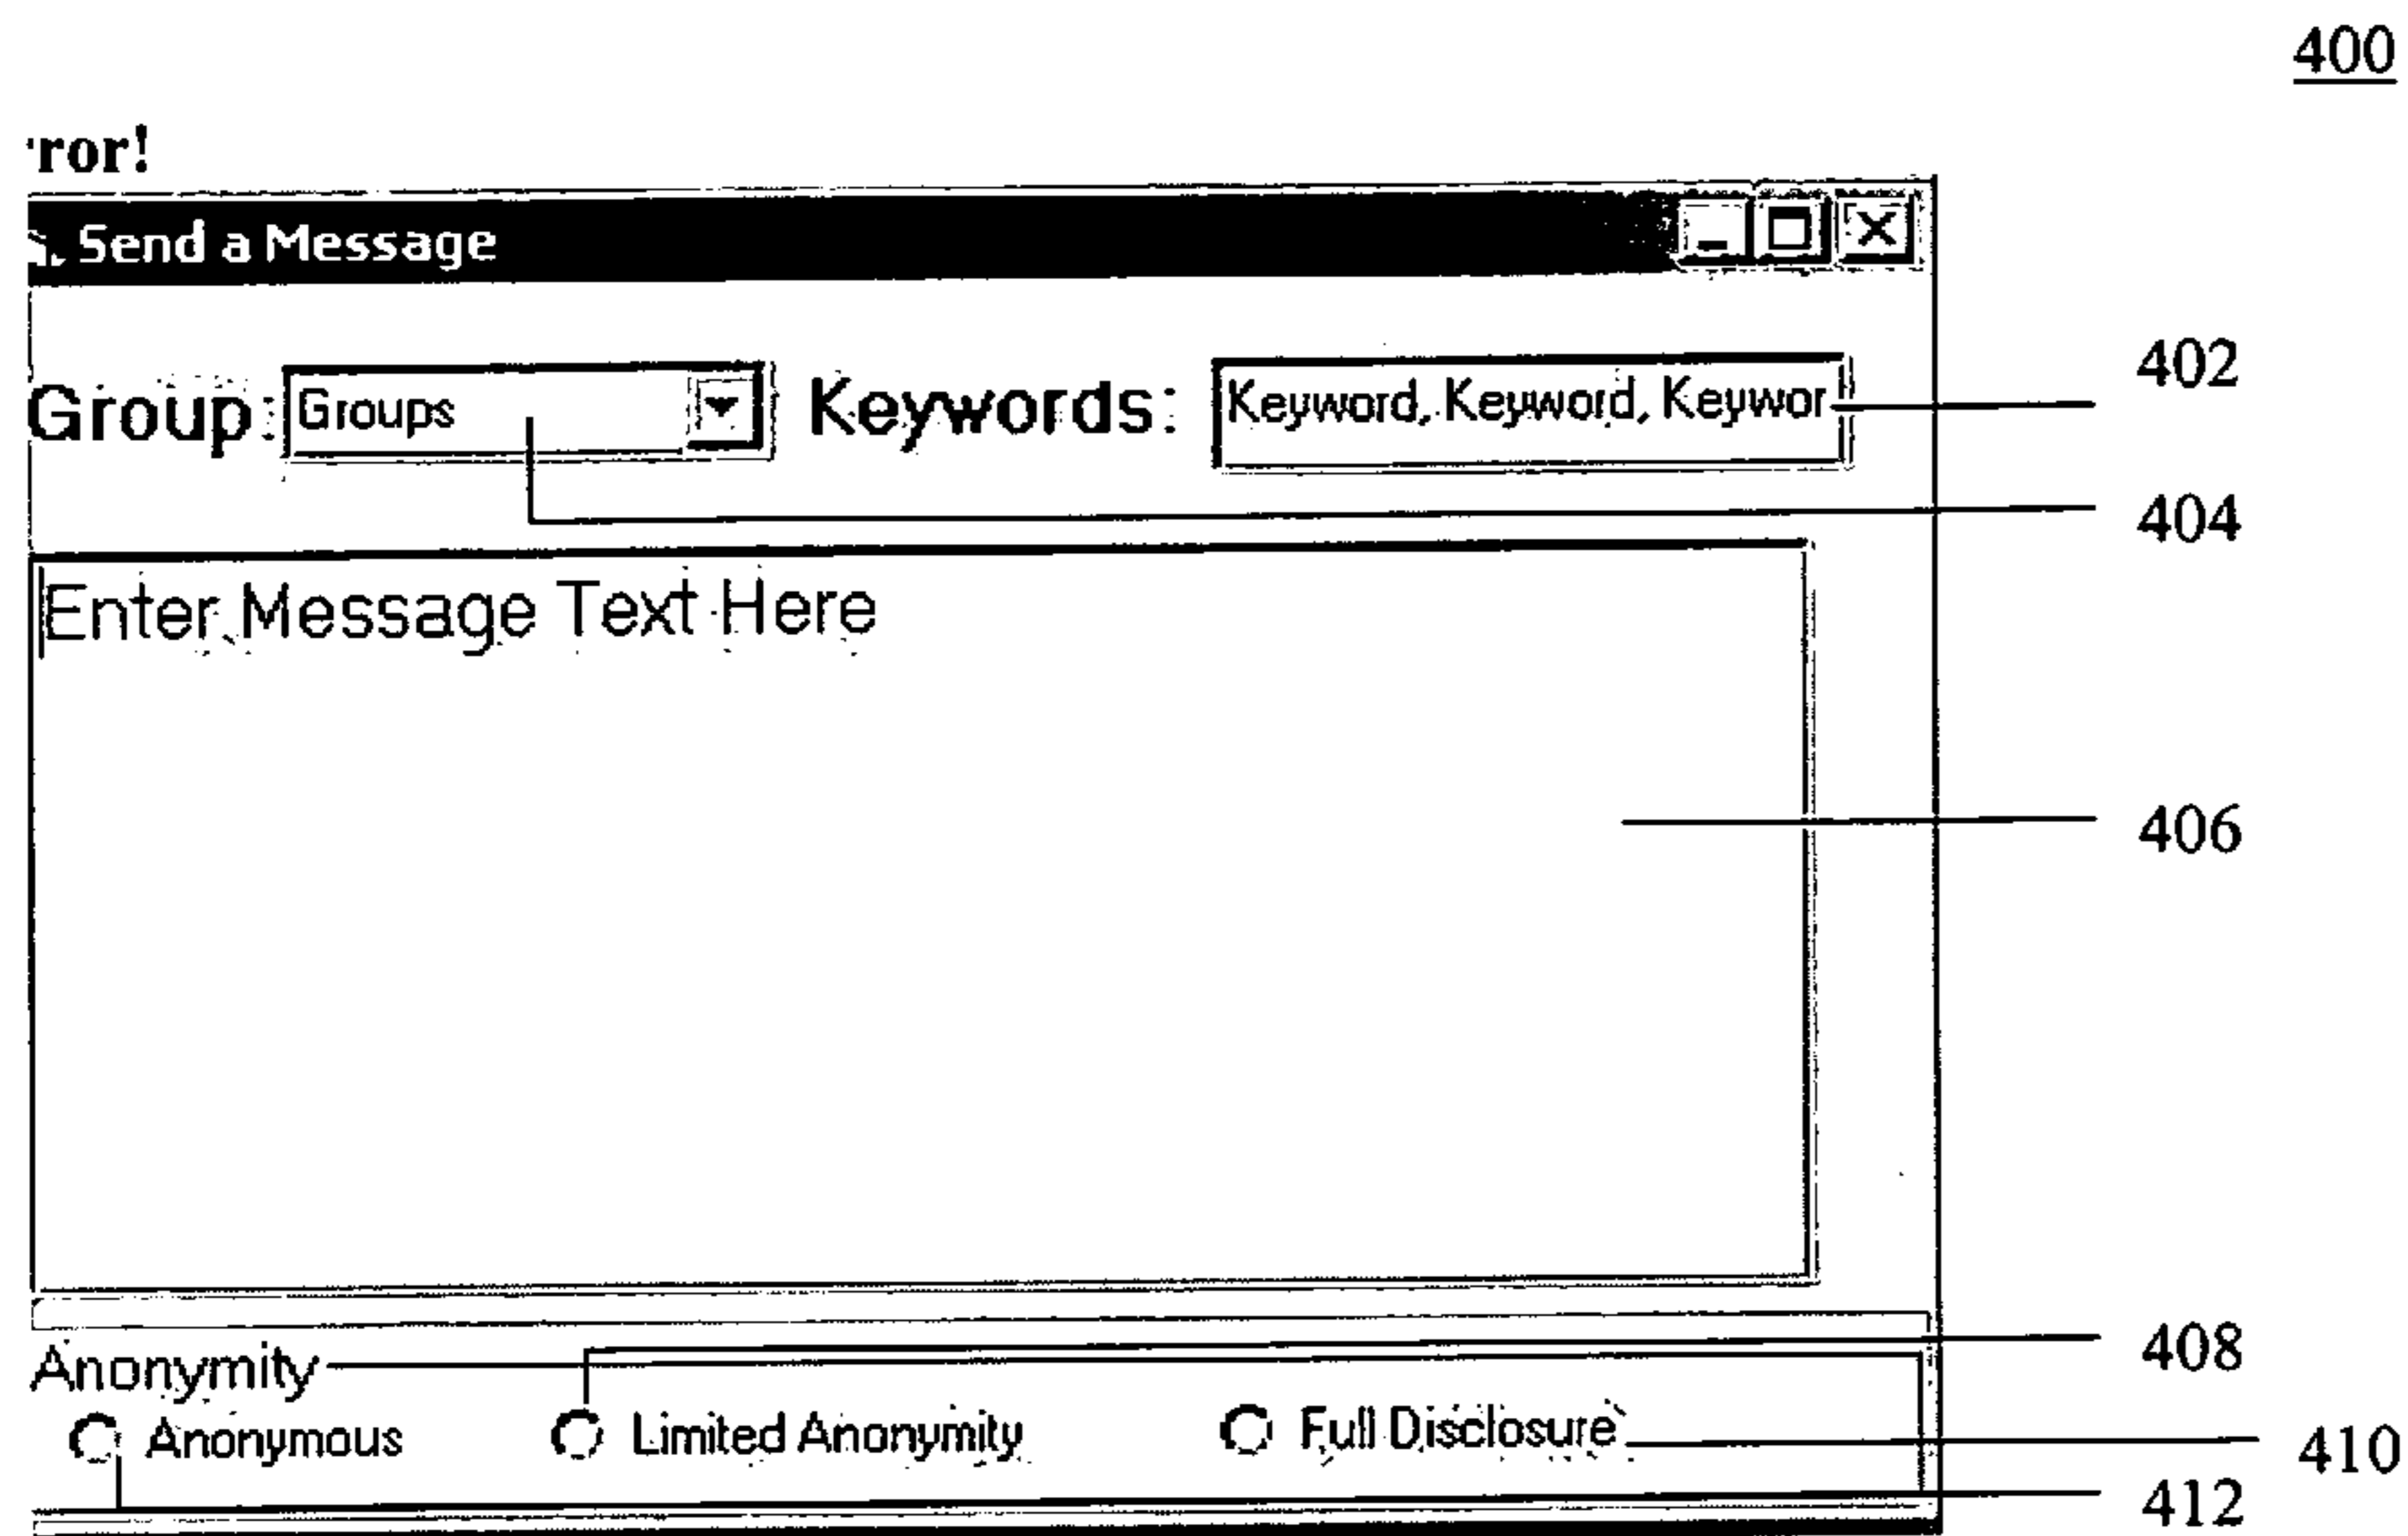 400
rror!
Send a Message
Group: Groups Keywords: Keyword, Keyword, Keywor 402
404
Enter Message Text Here
406
408
Anonymity
Anonymous Limited Anonymity Full Disclosure 410
412